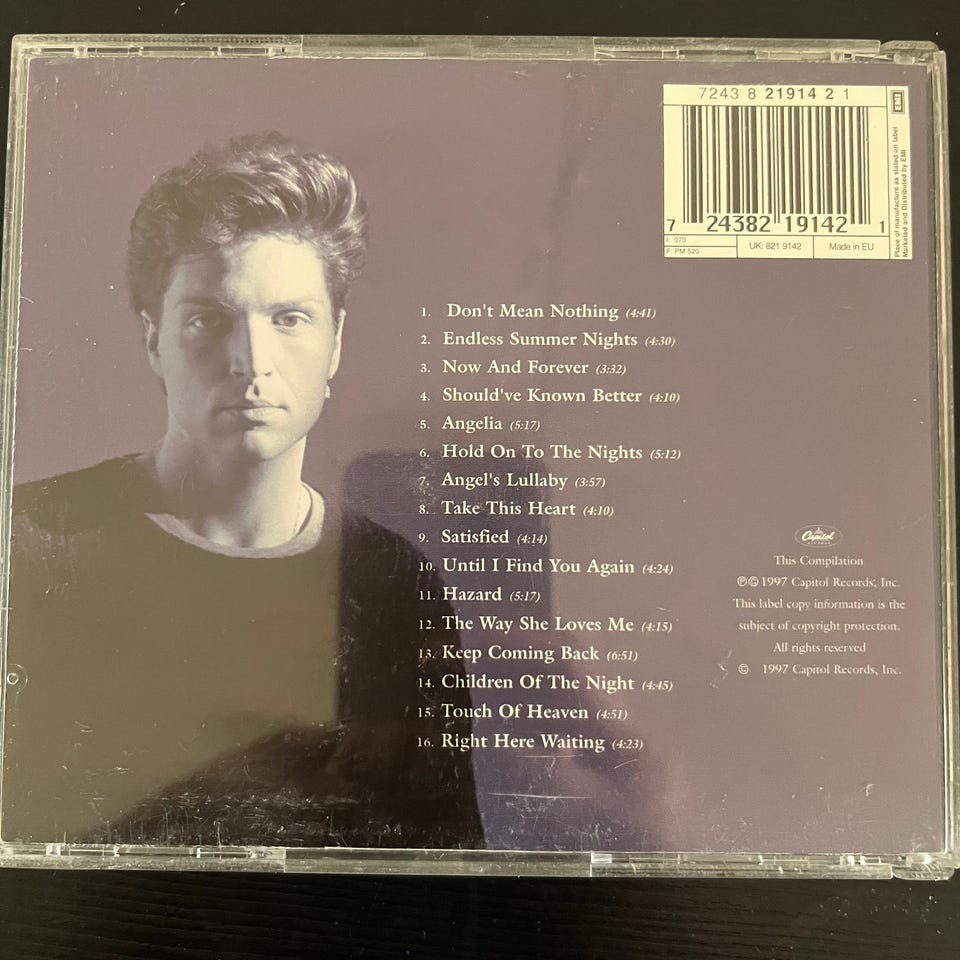 7243 8 21914 2 1
EMI
Place of manufacture as stated on label
Marketed and Distributed by EMI
7 24382 19142 1
I: 070
F: PM 520
UK: 821 9142
Made in EU
1. Don't Mean Nothing (4:41)
2. Endless Summer Nights (4:30)
3. Now And Forever (3:32)
4. Should've Known Better (4:10)
5. Angelia (5:17)
6. Hold On To The Nights (5:12)
7. Angel's Lullaby (3:57)
8. Take This Heart (4:10)
9. Satisfied (4:14)
10. Until I Find You Again (4:24)
11. Hazard (5:17)
12. The Way She Loves Me (4:15)
13. Keep Coming Back (6:51)
14. Children Of The Night (4:45)
15. Touch Of Heaven (4:51)
16. Right Here Waiting (4:23)
Capitol
RECORDS
This Compilation
℗© 1997 Capitol Records, Inc.
This label copy information is the
subject of copyright protection.
All rights reserved
© 1997 Capitol Records, Inc.